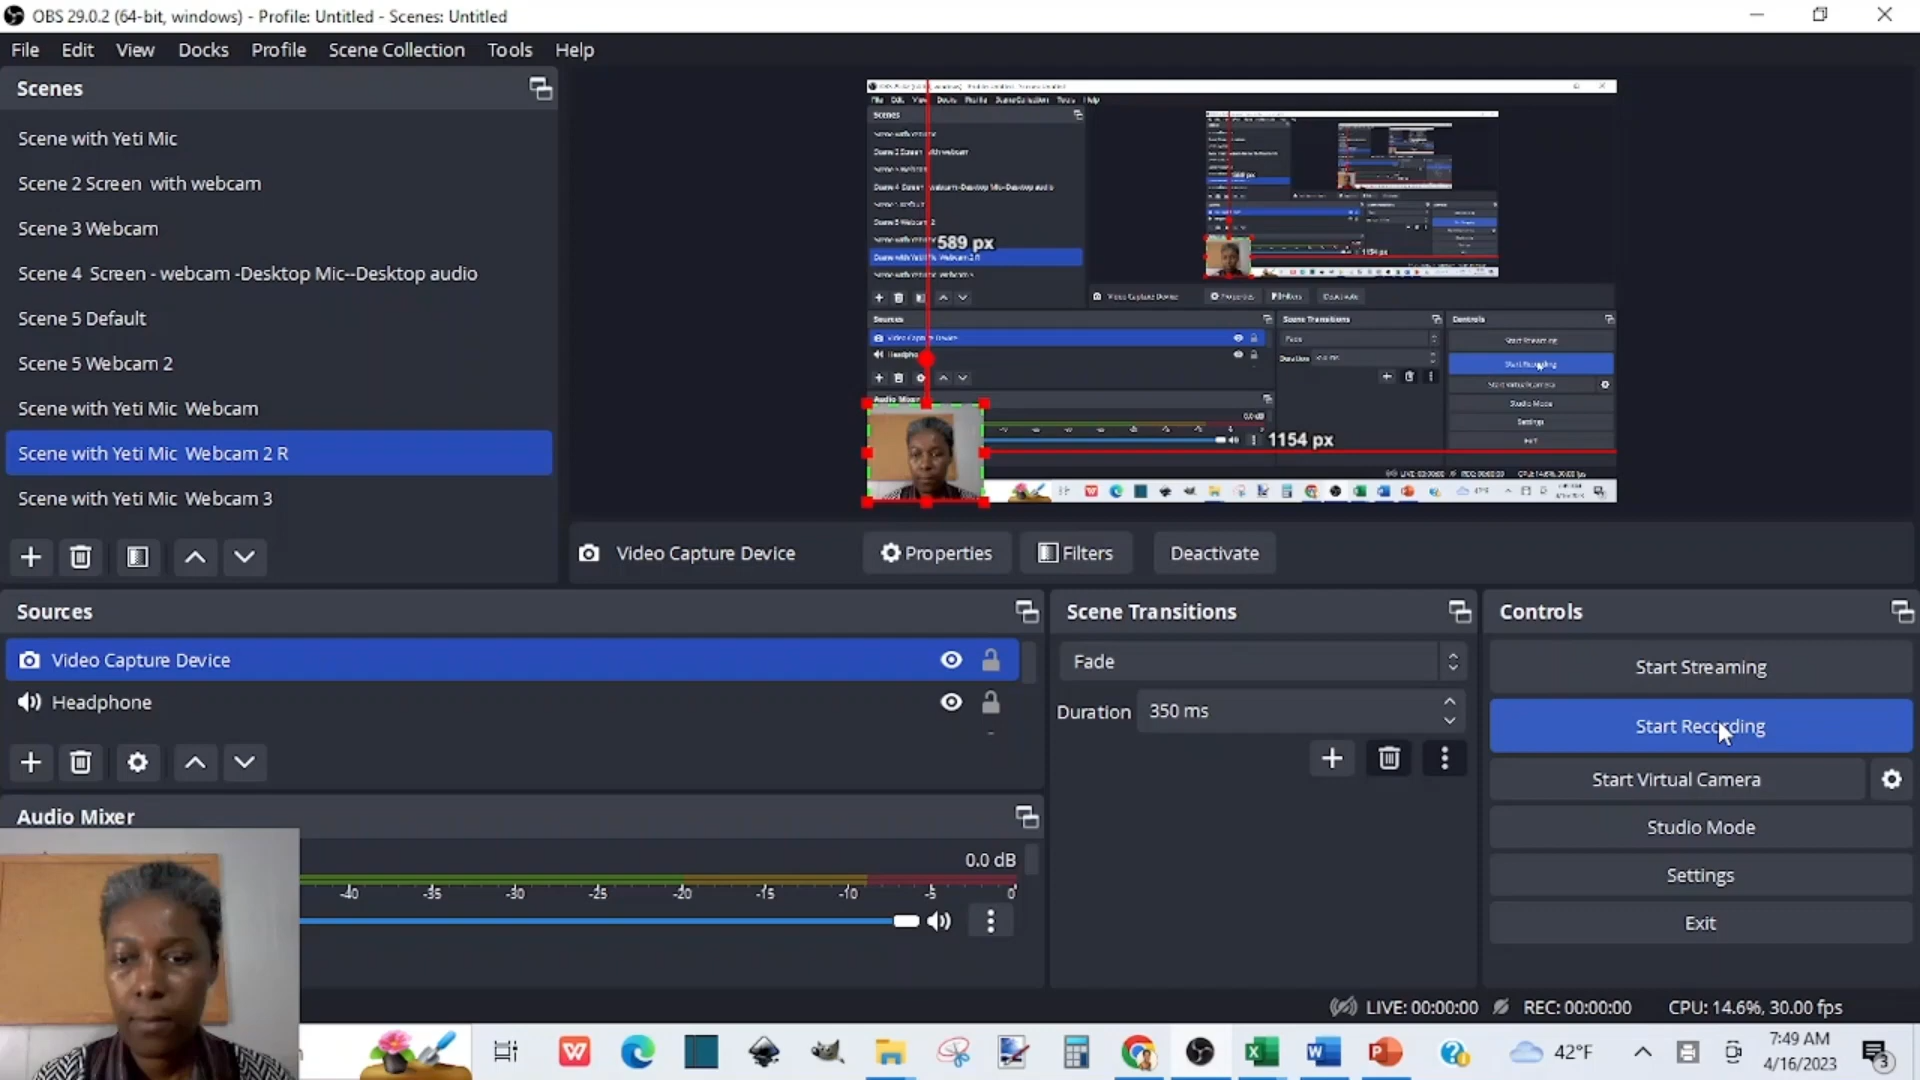 OBS 29.0.2 (64-bit, windows) - Profile: Untitled - Scenes: Untitled
File Edit View Docks Profile Scene Collection Tools Help
Scenes
Scene with Yeti Mic
Scene 2 Screen with webcam
Scene 3 Webcam
Scene 4 Screen - webcam -Desktop Mic--Desktop audio
Scene 5 Default
Scene 5 Webcam 2
Scene with Yeti Mic Webcam
Scene with Yeti Mic Webcam 2 R
Scene with Yeti Mic Webcam 3
589 px
1154 px
Video Capture Device Properties Filters Deactivate
Sources
Video Capture Device
Headphone
Audio Mixer
0.0 dB
-40 -35 -30 -25 -20 -15 -10 -5 0
Scene Transitions
Fade
Duration 350 ms
Controls
Start Streaming
Start Recording
Start Virtual Camera
Studio Mode
Settings
Exit
LIVE: 00:00:00 REC: 00:00:00 CPU: 14.6%, 30.00 fps
42°F
7:49 AM
4/16/2023
3